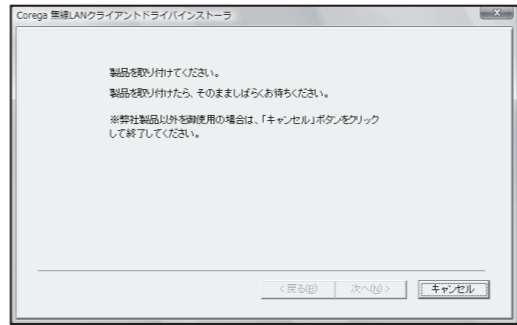 Corega 無線LANクライアントドライバインストーラ
製品を取り付けてください。
製品を取り付けたら、そのまましばらくお待ちください。
※弊社製品以外を御使用の場合は、「キャンセル」ボタンをクリック
して終了してください。
< 戻る(B) 次へ(N) > キャンセル